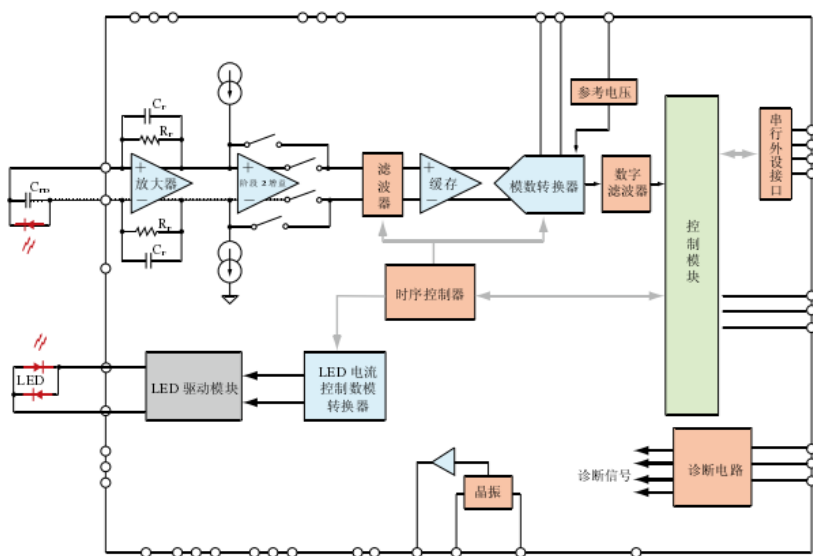 参考电压
串行外设接口
Cf
Rf
+
放大器
−
+
阶段 2 增益
−
滤波器
+
缓存
−
模数转换器
数字
滤波器
控制模块
CPD
Rf
Cf
时序控制器
LED
LED 驱动模块
LED 电流
控制数模
转换器
诊断信号
诊断电路
晶振